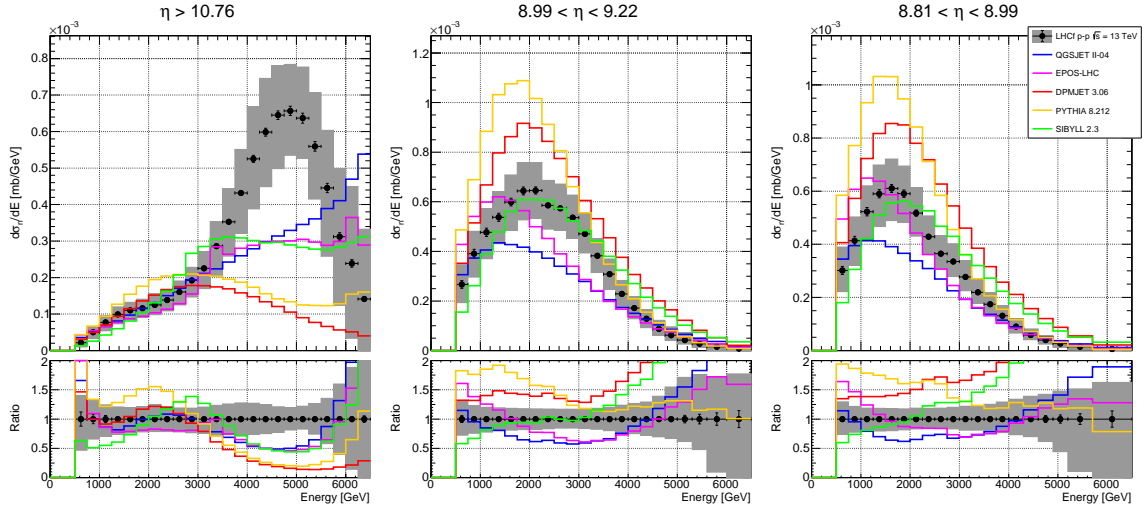 η > 10.76
×10⁻³
dσₙ/dE [mb/GeV]
0.8
0.7
0.6
0.5
0.4
0.3
0.2
0.1
0
Ratio
2
1.5
1
0.5
0
0 1000 2000 3000 4000 5000 6000
Energy [GeV]
8.99 < η < 9.22
×10⁻³
dσₙ/dE [mb/GeV]
1.2
1
0.8
0.6
0.4
0.2
0
Ratio
2
1.5
1
0.5
0
0 1000 2000 3000 4000 5000 6000
Energy [GeV]
8.81 < η < 8.99
×10⁻³
dσₙ/dE [mb/GeV]
1
0.8
0.6
0.4
0.2
0
LHCf p-p √s = 13 TeV
QGSJET II-04
EPOS-LHC
DPMJET 3.06
PYTHIA 8.212
SIBYLL 2.3
Ratio
2
1.5
1
0.5
0
0 1000 2000 3000 4000 5000 6000
Energy [GeV]